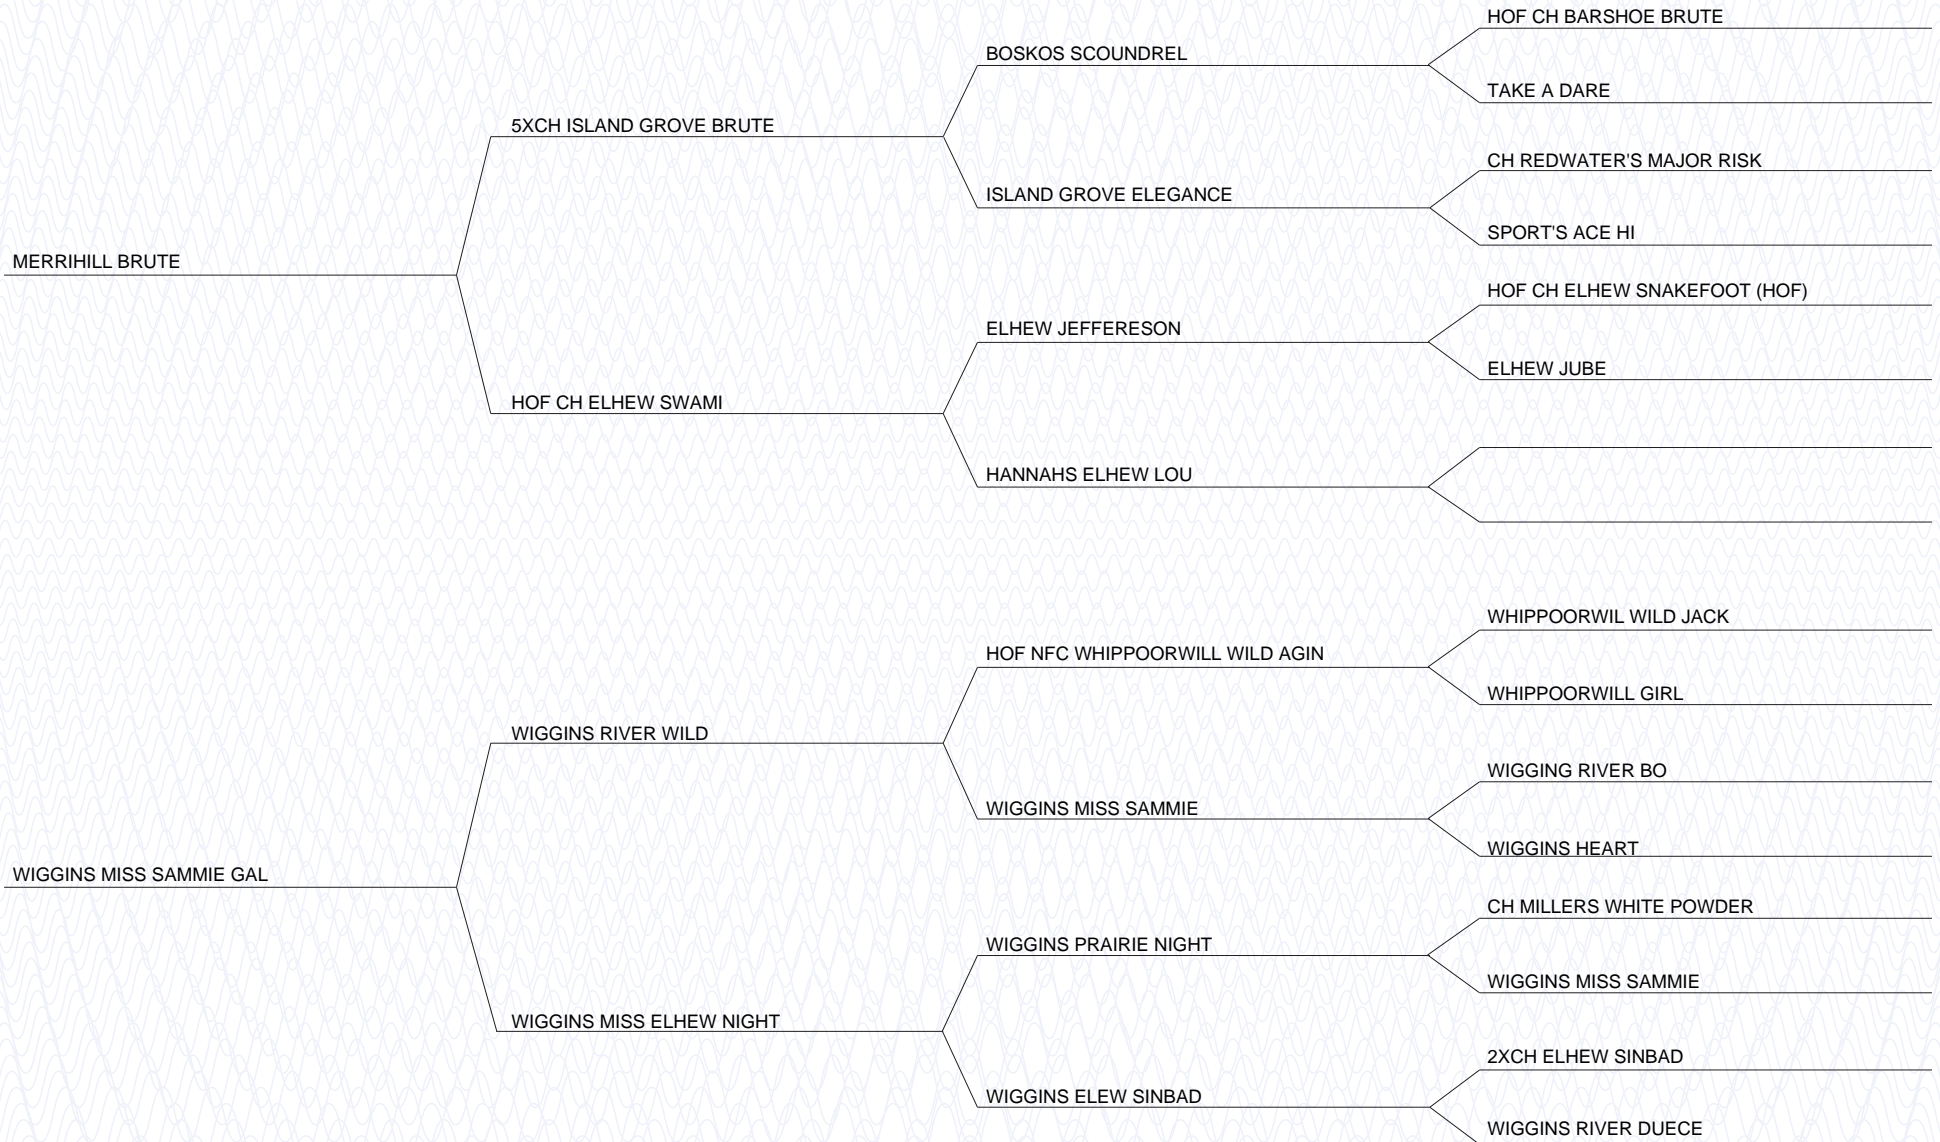 HOF CH BARSHOE BRUTE
BOSKOS SCOUNDREL
TAKE A DARE
5XCH ISLAND GROVE BRUTE
CH REDWATER'S MAJOR RISK
ISLAND GROVE ELEGANCE
SPORT'S ACE HI
MERRIHILL BRUTE
HOF CH ELHEW SNAKEFOOT (HOF)
ELHEW JEFFERESON
ELHEW JUBE
HOF CH ELHEW SWAMI
HANNAHS ELHEW LOU
WHIPPOORWIL WILD JACK
HOF NFC WHIPPOORWILL WILD AGIN
WHIPPOORWILL GIRL
WIGGINS RIVER WILD
WIGGING RIVER BO
WIGGINS MISS SAMMIE
WIGGINS HEART
WIGGINS MISS SAMMIE GAL
CH MILLERS WHITE POWDER
WIGGINS PRAIRIE NIGHT
WIGGINS MISS SAMMIE
WIGGINS MISS ELHEW NIGHT
2XCH ELHEW SINBAD
WIGGINS ELEW SINBAD
WIGGINS RIVER DUECE